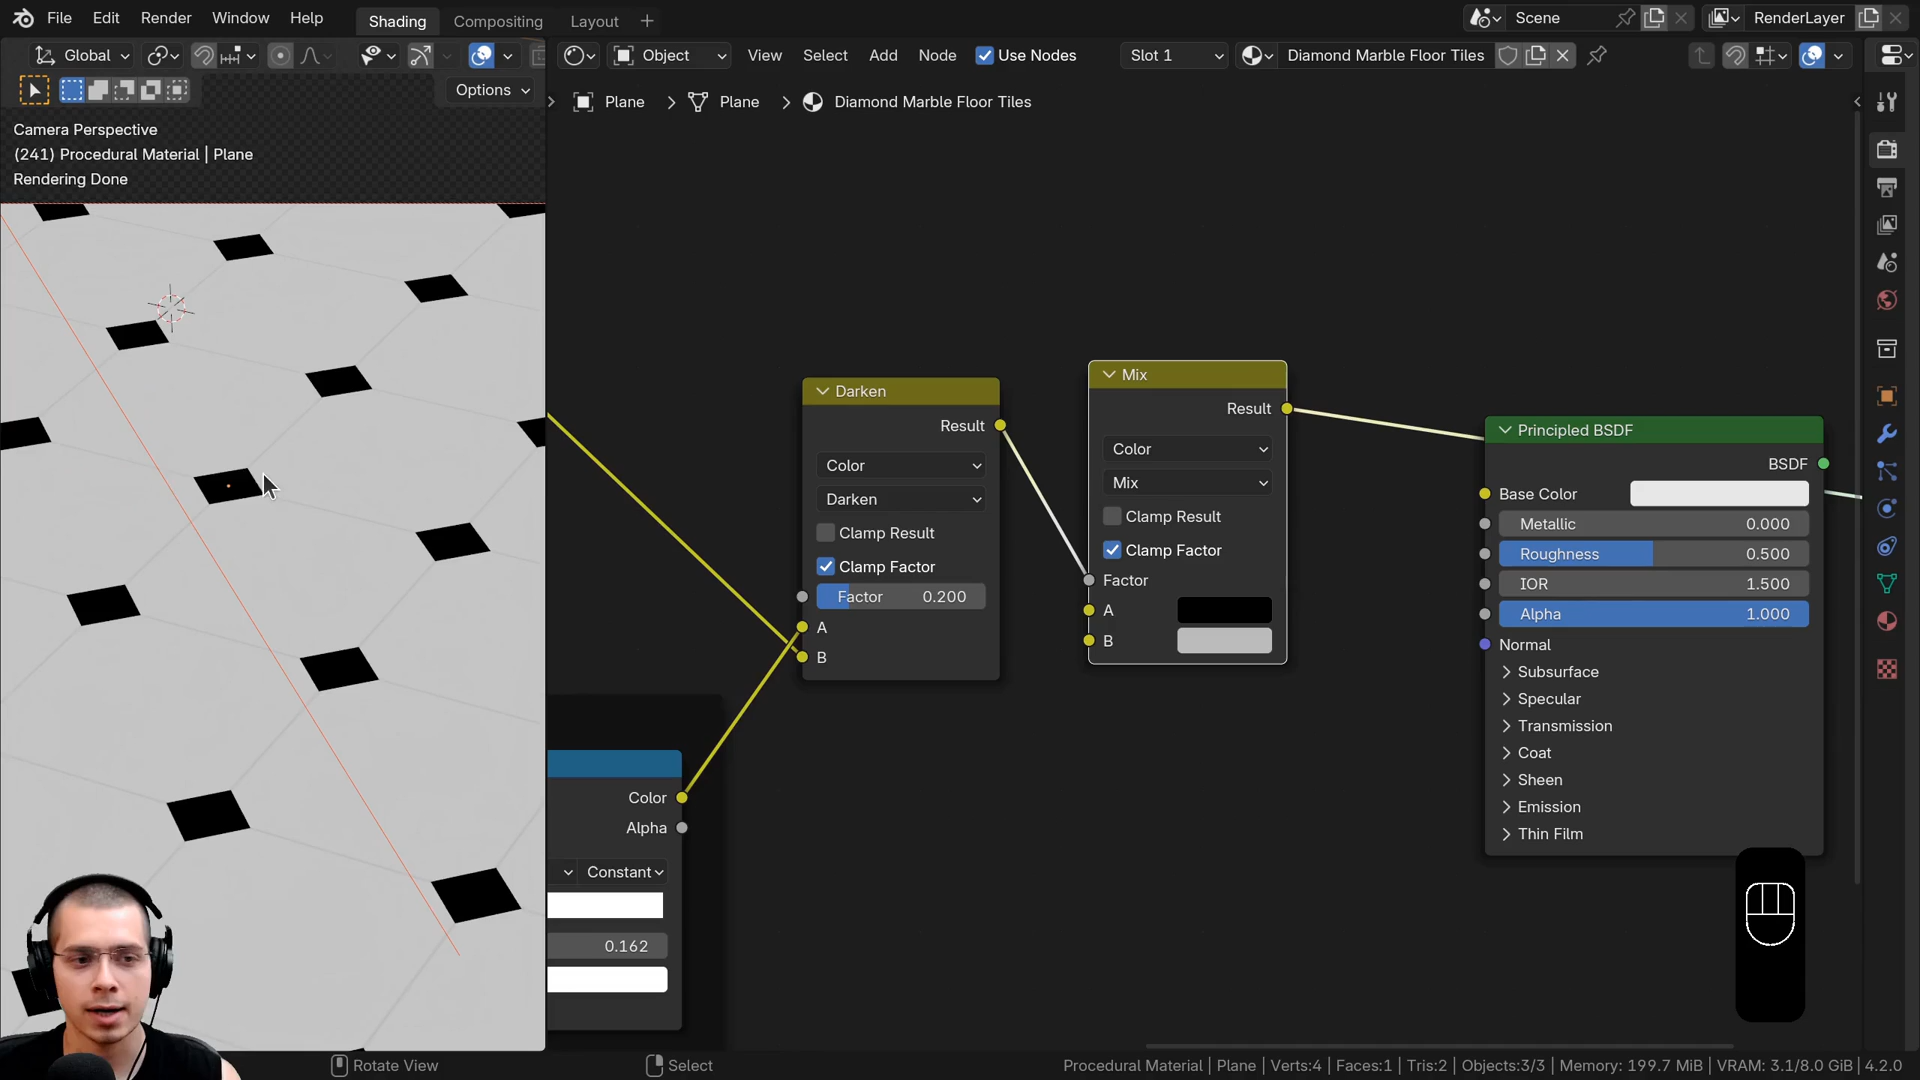 File Edit Render Window Help Shading Compositing Layout Scene RenderLayer
Global Object View Select Add Node Use Nodes Slot 1 Diamond Marble Floor Tiles
Options
Plane Plane Diamond Marble Floor Tiles
Camera Perspective
(241) Procedural Material | Plane
Rendering Done
Darken
Result
Color
Darken
Clamp Result
Clamp Factor
Factor 0.200
A
B
Mix
Result
Color
Mix
Clamp Result
Clamp Factor
Factor
A
B
Principled BSDF
BSDF
Base Color
Metallic 0.000
Roughness 0.500
IOR 1.500
Alpha 1.000
Normal
Subsurface
Specular
Transmission
Coat
Sheen
Emission
Thin Film
Color
Alpha
Constant
0.162
Rotate View Select Procedural Material | Plane | Verts:4 | Faces:1 | Tris:2 | Objects:3/3 | Memory: 199.7 MiB | VRAM: 3.1/8.0 GiB | 4.2.0